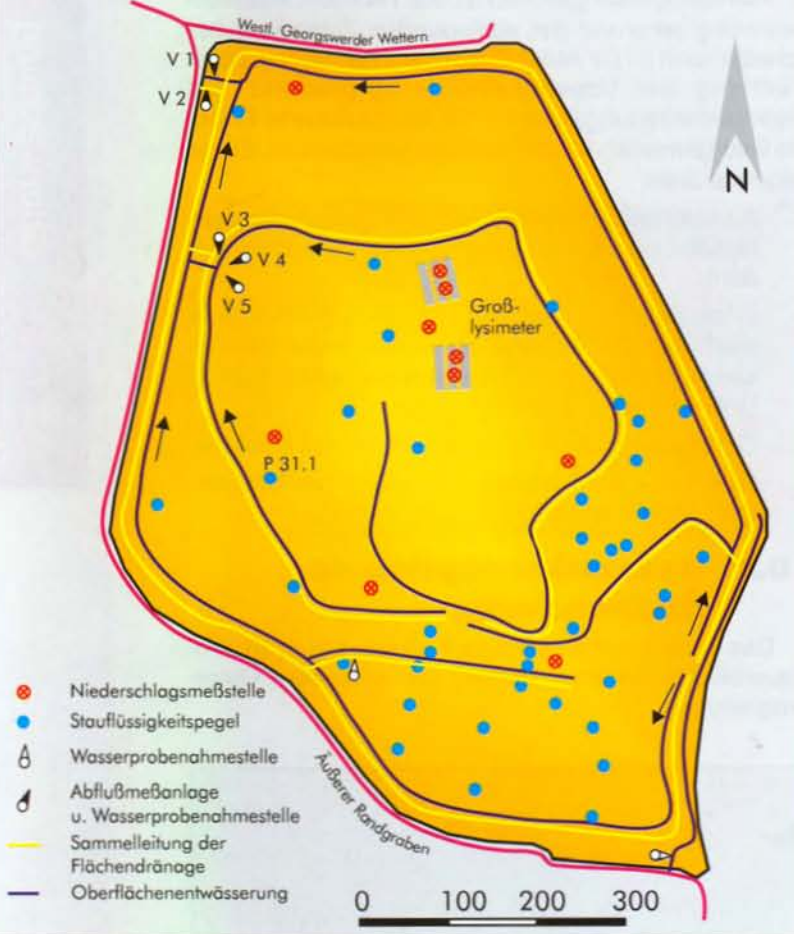 Westl. Georgswerder Wettern
V 1
V 2
N
V 3
V 4
V 5
Groß-
lysimeter
P 31.1
Niederschlagsmeßstelle
Stauflüssigkeitspegel
Wasserprobenahmestelle
Abflußmeßanlage
u. Wasserprobenahmestelle
Sammelleitung der
Flächendränage
Oberflächenentwässerung
Äußerer Randgraben
0 100 200 300